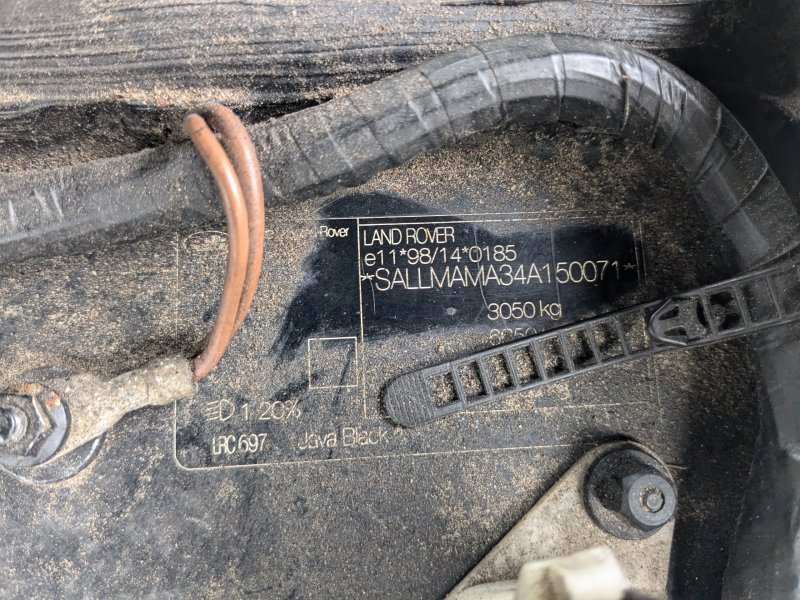 Rover
LAND ROVER
e11*98/14*0185
*SALLMAMA34A150071*
3050 kg
1 20%
LRC 697 Java Black